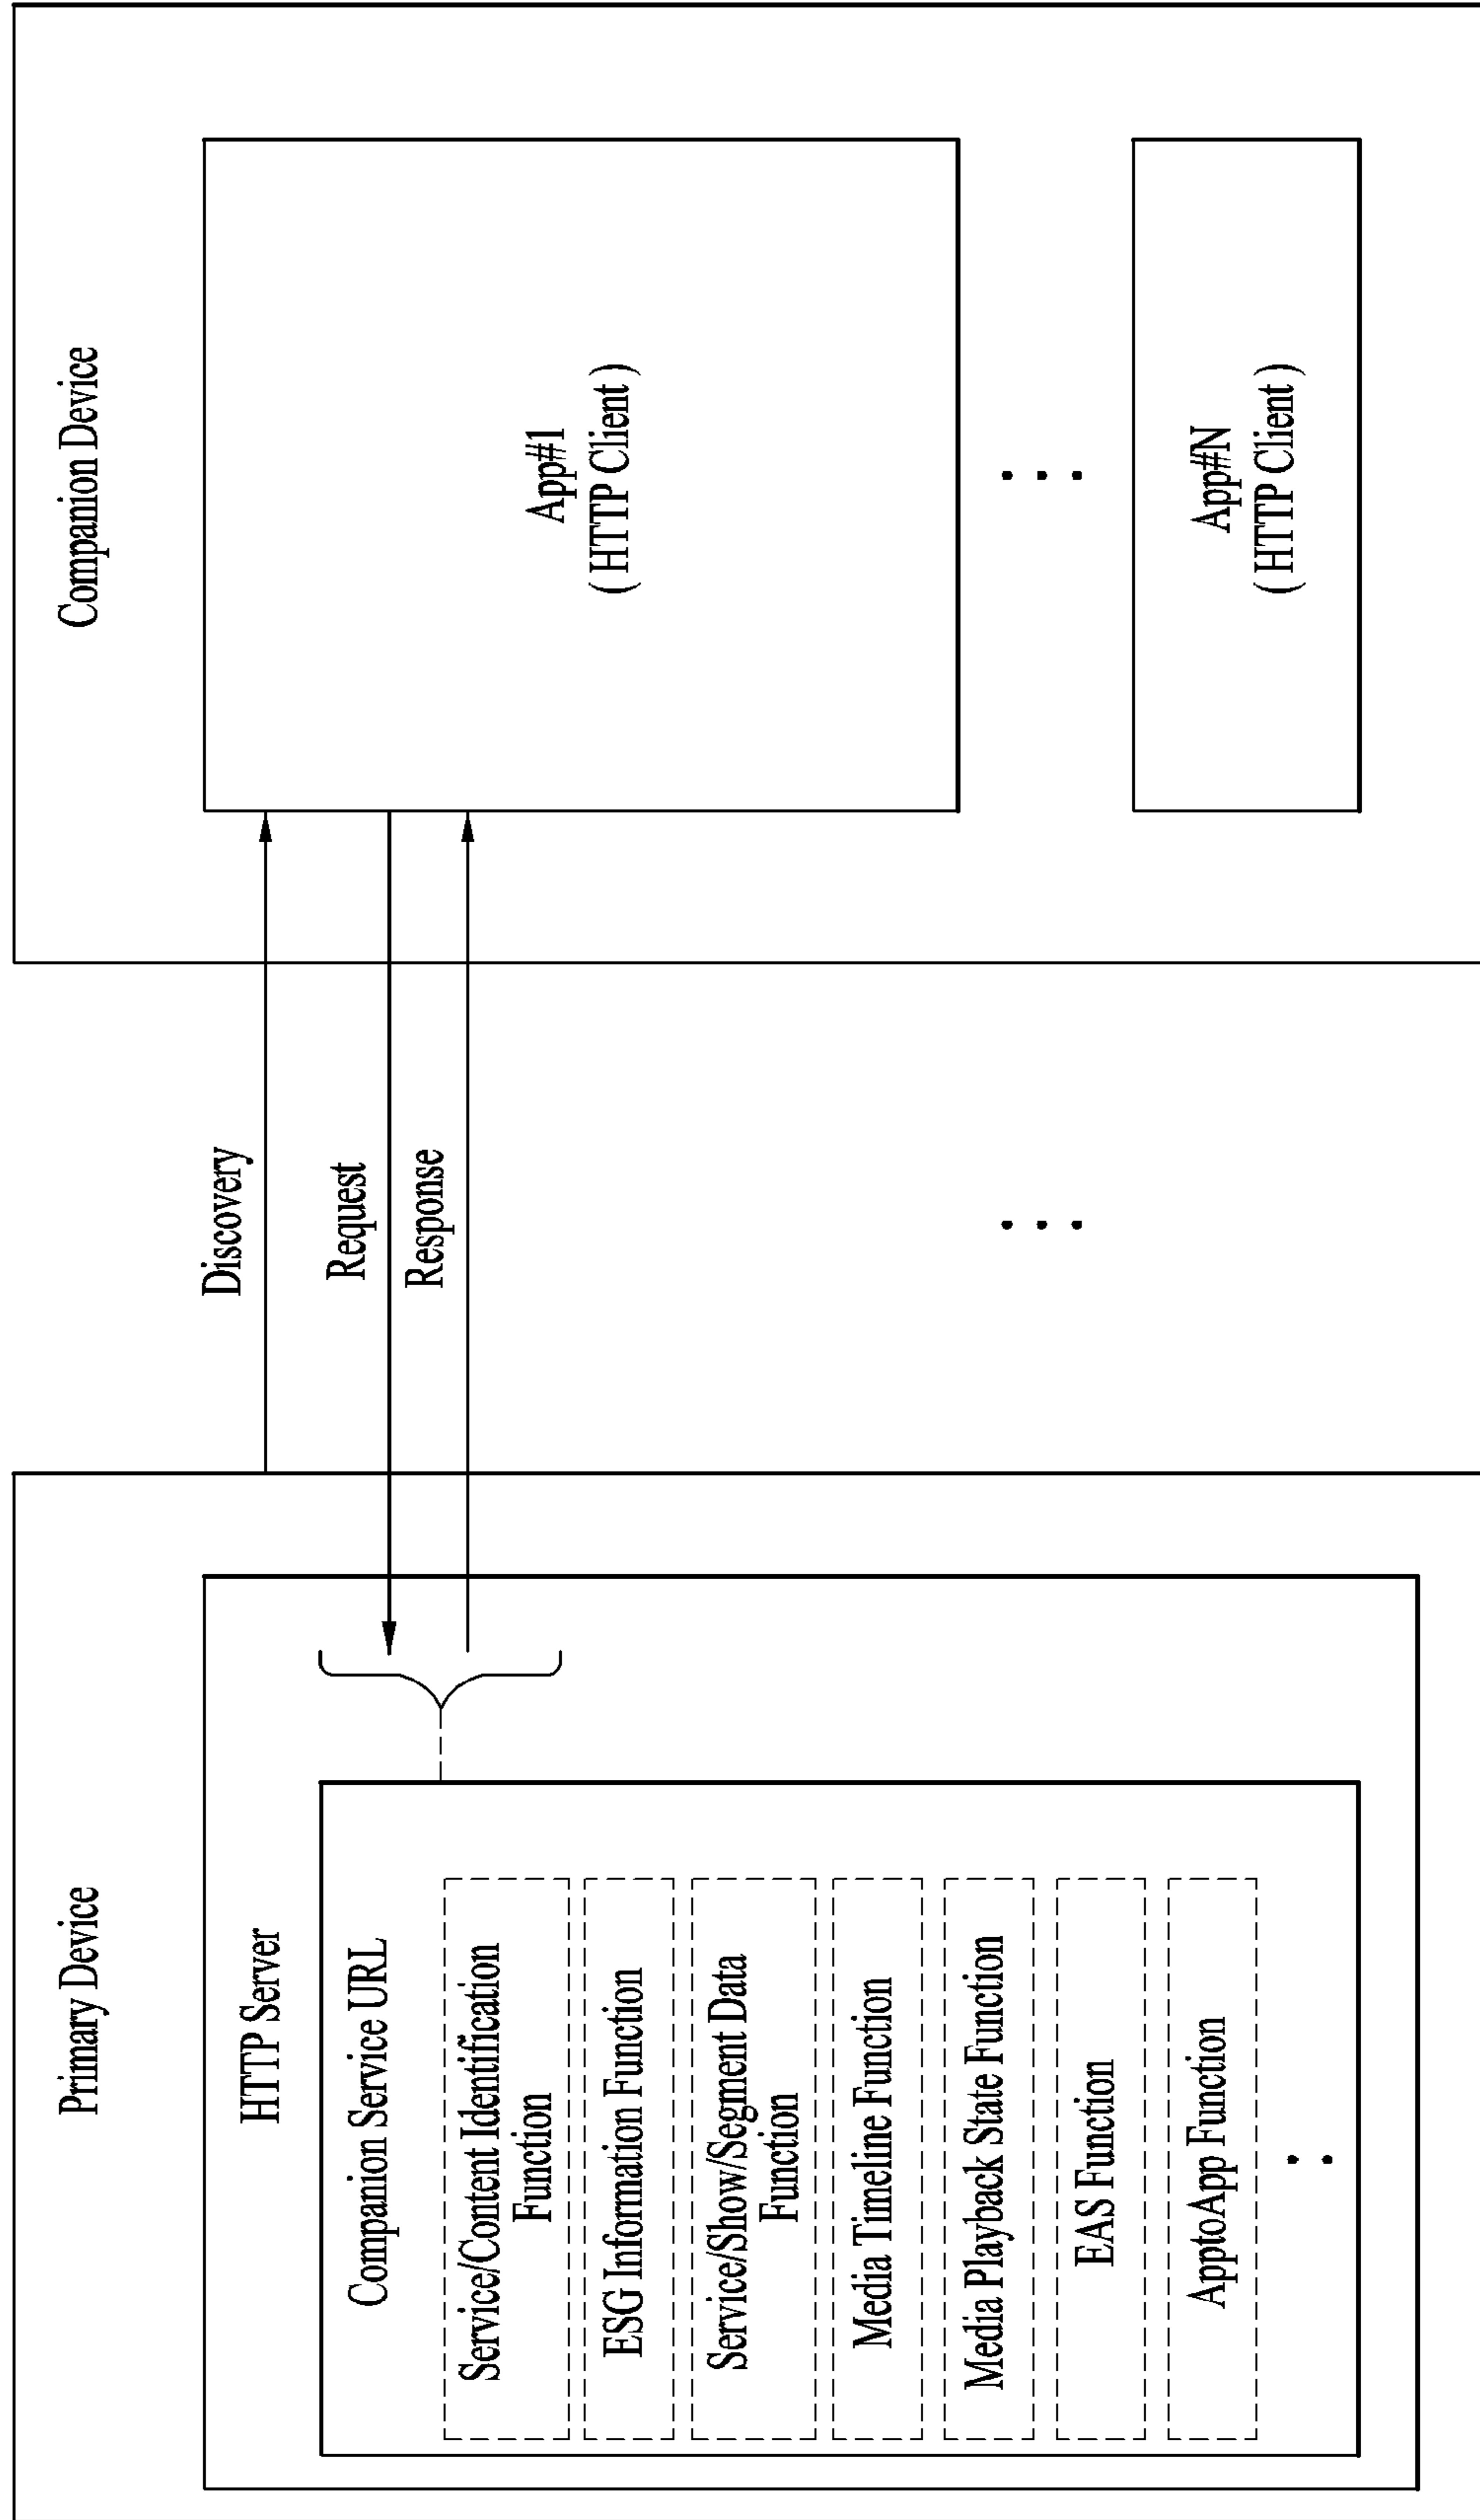 Primary Device
HTTP Server
Companion Service URL
Service/Content Identification
Function
ESG Information Function
Service/Show/Segment Data
Function
Media Timeline Function
Media Playback State Function
EAS Function
ApptoApp Function
Discovery
Request
Response
Companion Device
App#1
( HTTP Client )
App#N
( HTTP Client )